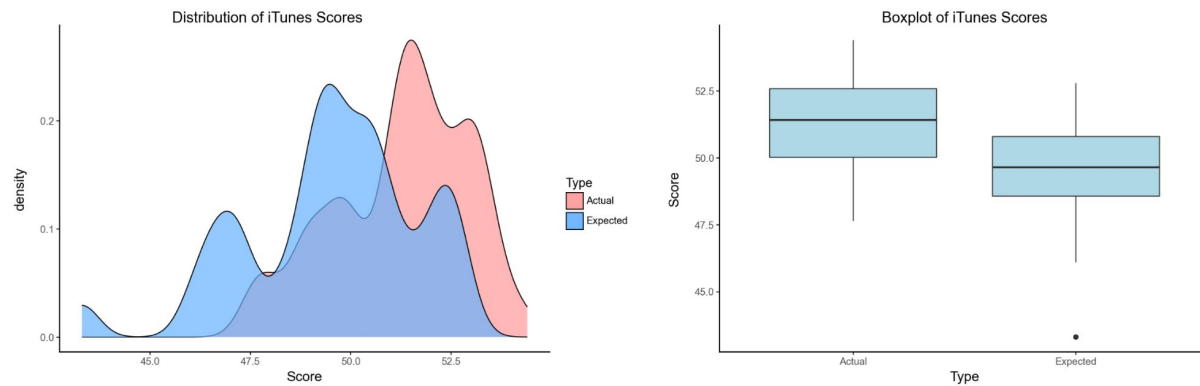 Distribution of iTunes Scores
density
0.2
0.1
0.0
45.0 47.5 50.0 52.5
Score
Type
Actual
Expected
Boxplot of iTunes Scores
Score
52.5
50.0
47.5
45.0
Actual Expected
Type